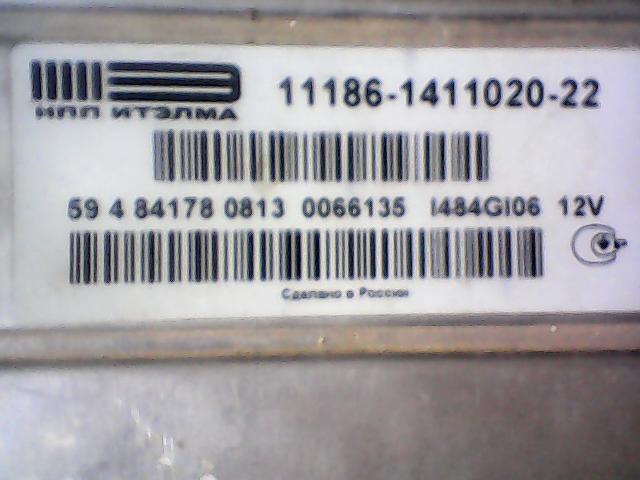 НПП ИТЭЛМА
11186-1411020-22
59 4 84178 0813 0066135 I484GI06 12V
Сделано в России